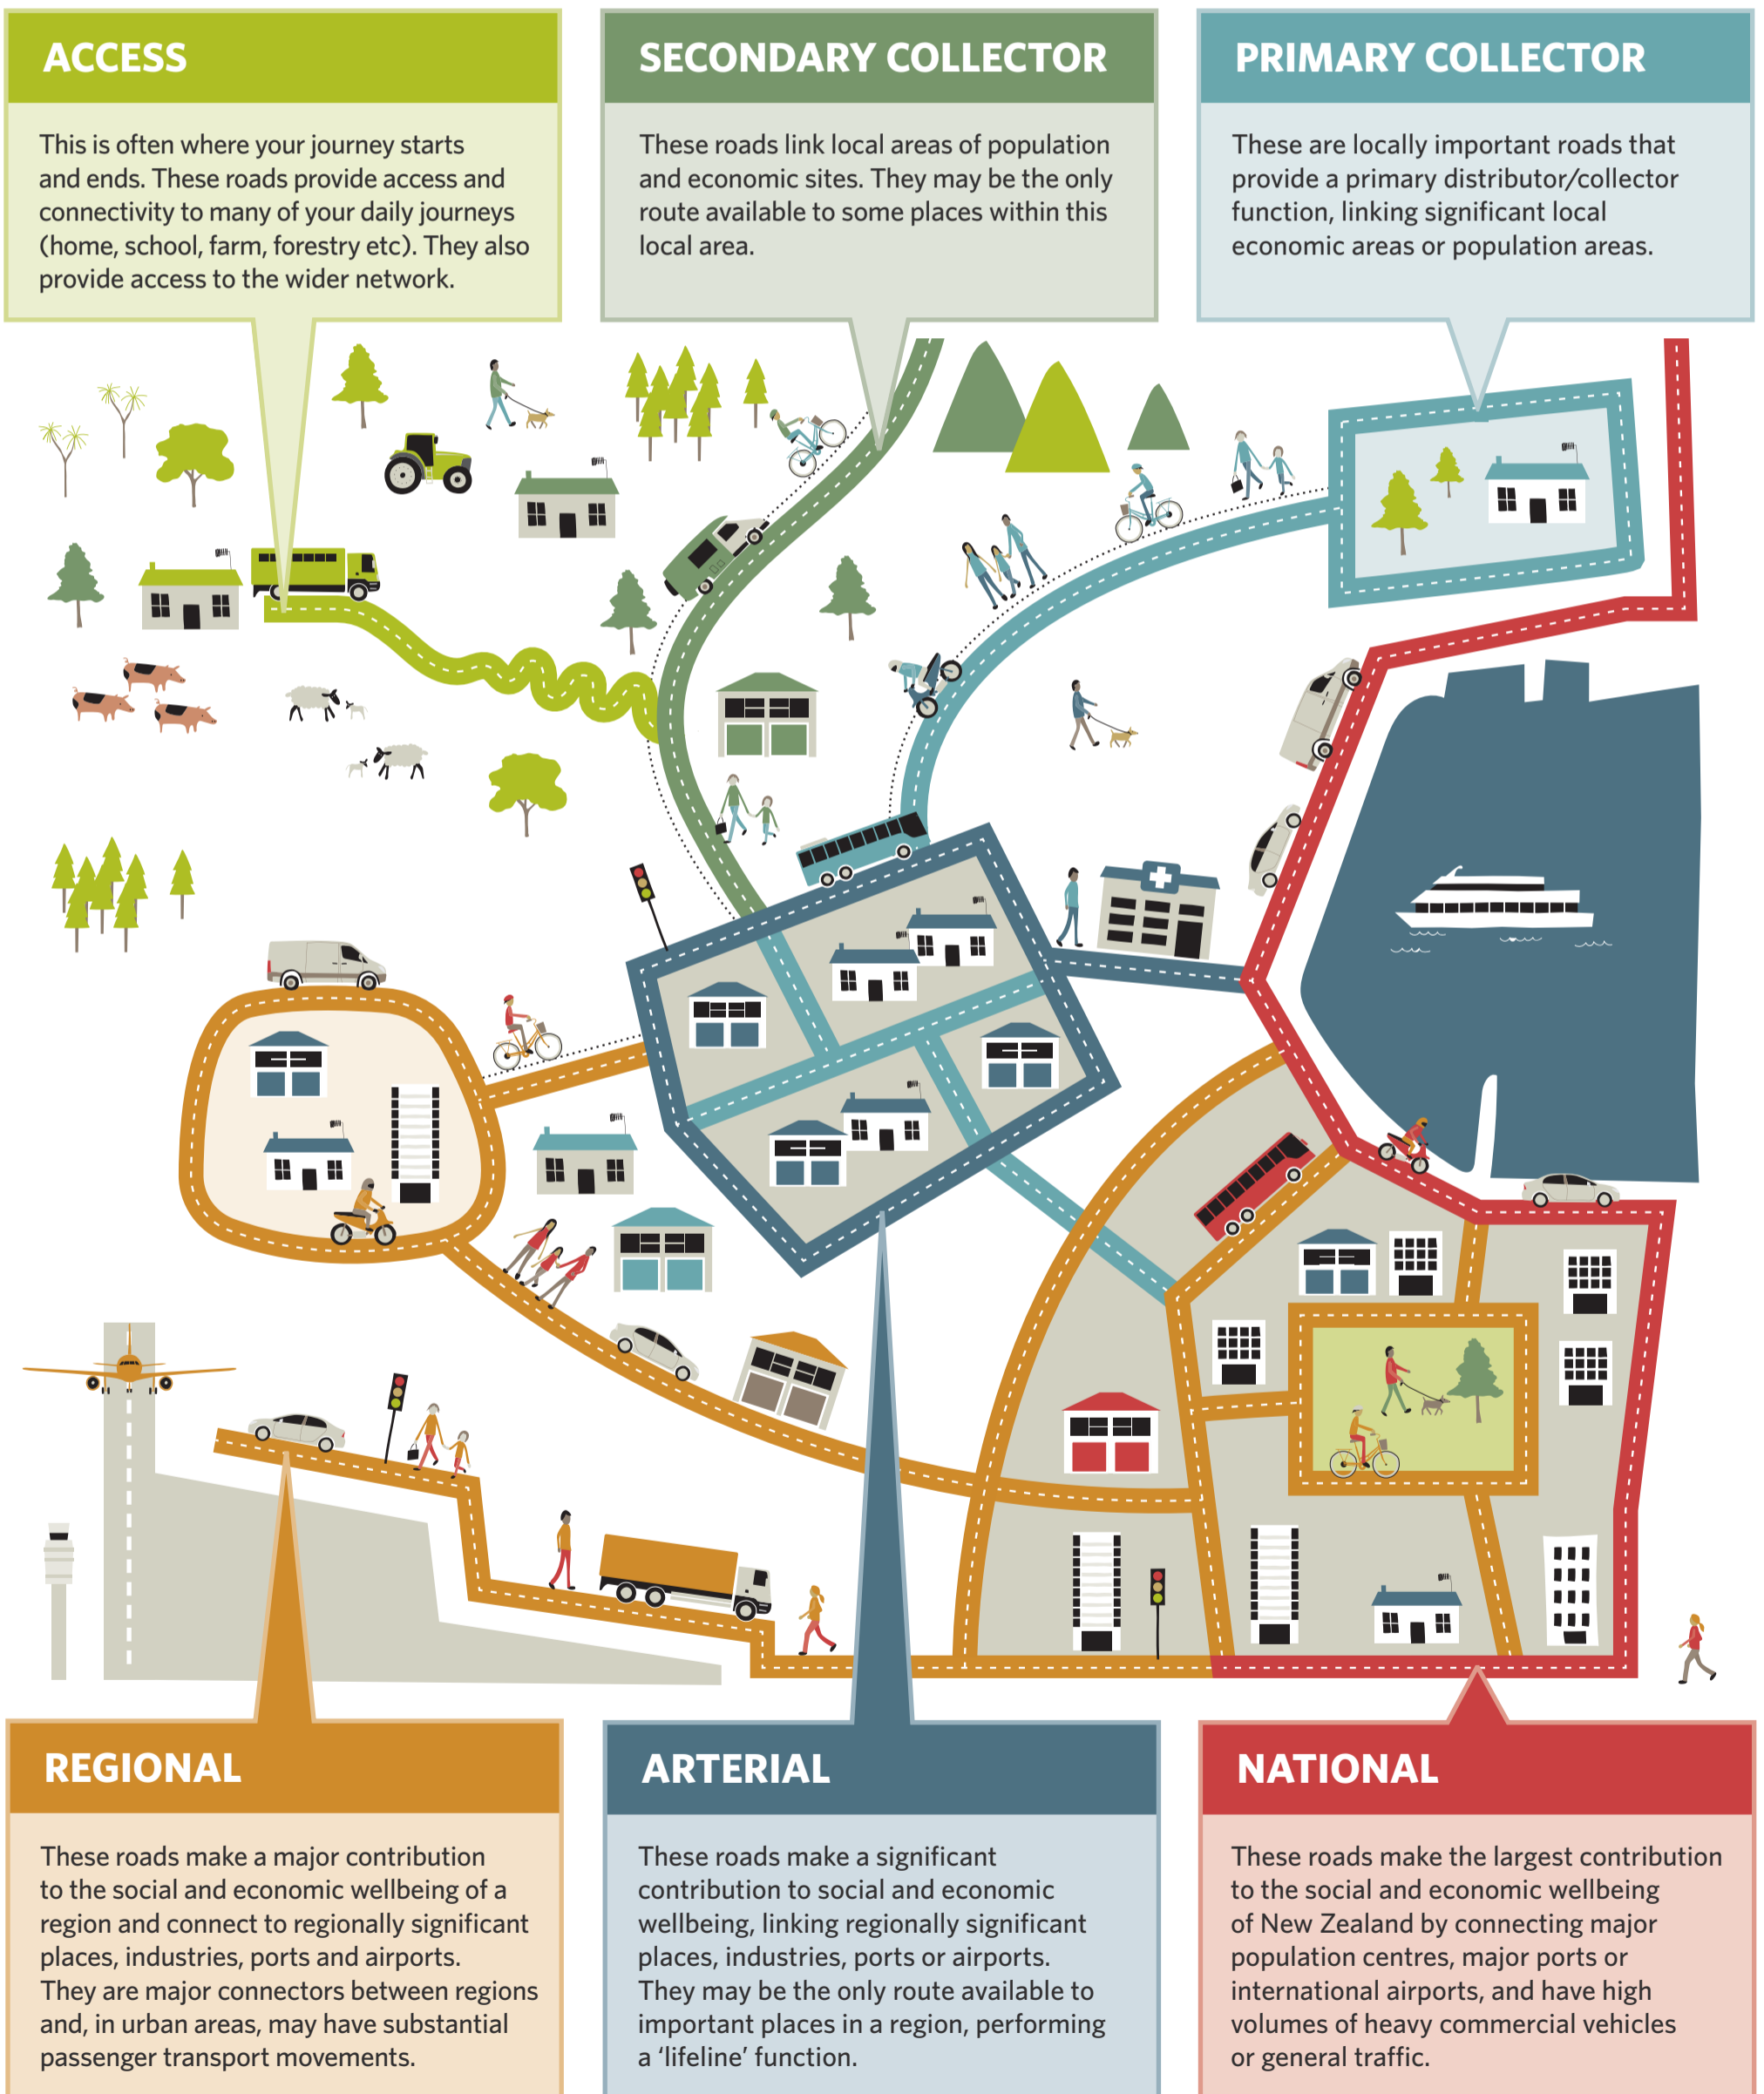 ACCESS
This is often where your journey starts
and ends. These roads provide access and
connectivity to many of your daily journeys
(home, school, farm, forestry etc). They also
provide access to the wider network.
SECONDARY COLLECTOR
These roads link local areas of population
and economic sites. They may be the only
route available to some places within this
local area.
PRIMARY COLLECTOR
These are locally important roads that
provide a primary distributor/collector
function, linking significant local
economic areas or population areas.
REGIONAL
These roads make a major contribution
to the social and economic wellbeing of a
region and connect to regionally significant
places, industries, ports and airports.
They are major connectors between regions
and, in urban areas, may have substantial
passenger transport movements.
ARTERIAL
These roads make a significant
contribution to social and economic
wellbeing, linking regionally significant
places, industries, ports or airports.
They may be the only route available to
important places in a region, performing
a ‘lifeline’ function.
NATIONAL
These roads make the largest contribution
to the social and economic wellbeing
of New Zealand by connecting major
population centres, major ports or
international airports, and have high
volumes of heavy commercial vehicles
or general traffic.